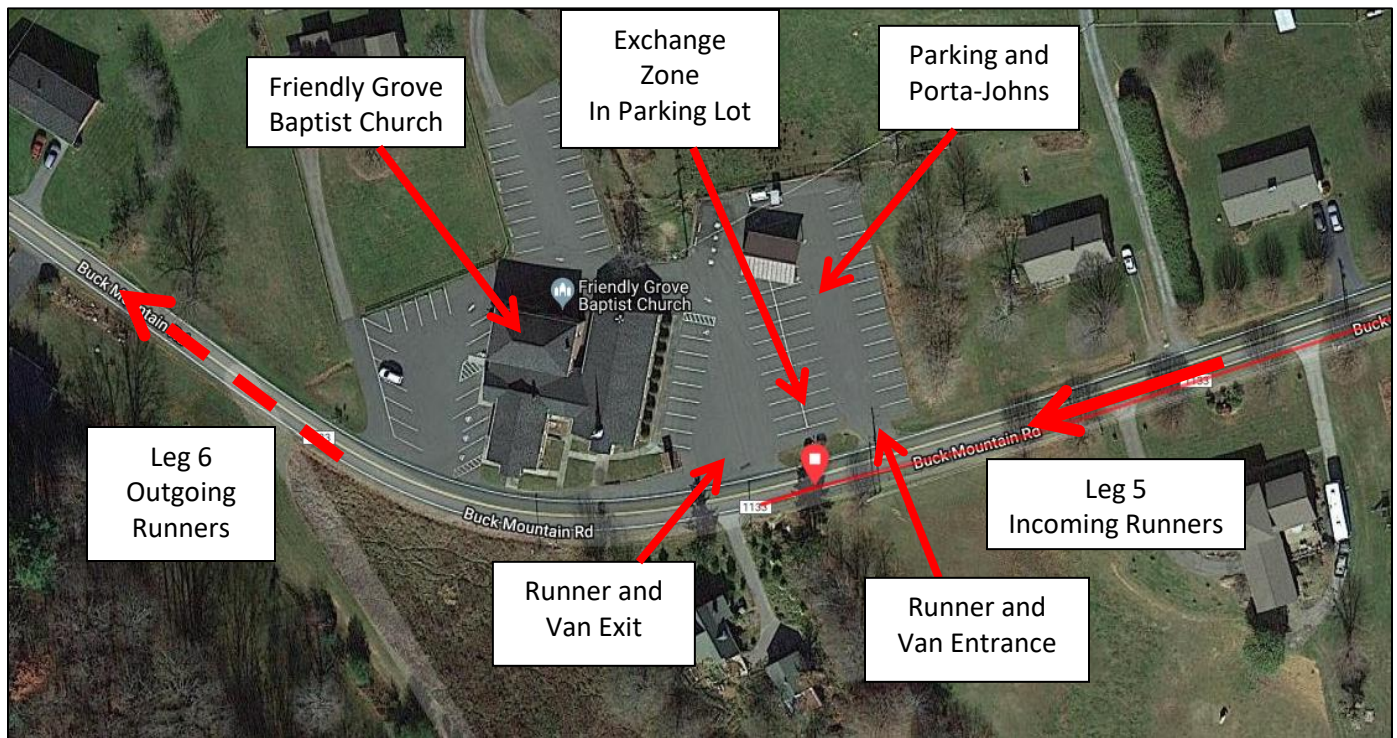 Friendly Grove
Baptist Church
Exchange
Zone
In Parking Lot
Parking and
Porta-Johns
Friendly Grove
Baptist Church
Buck Mountain Rd
Buck
1133
Buck Mountain Rd
1133
Buck Mountain Rd
Leg 6
Outgoing
Runners
Leg 5
Incoming Runners
Runner and
Van Exit
Runner and
Van Entrance